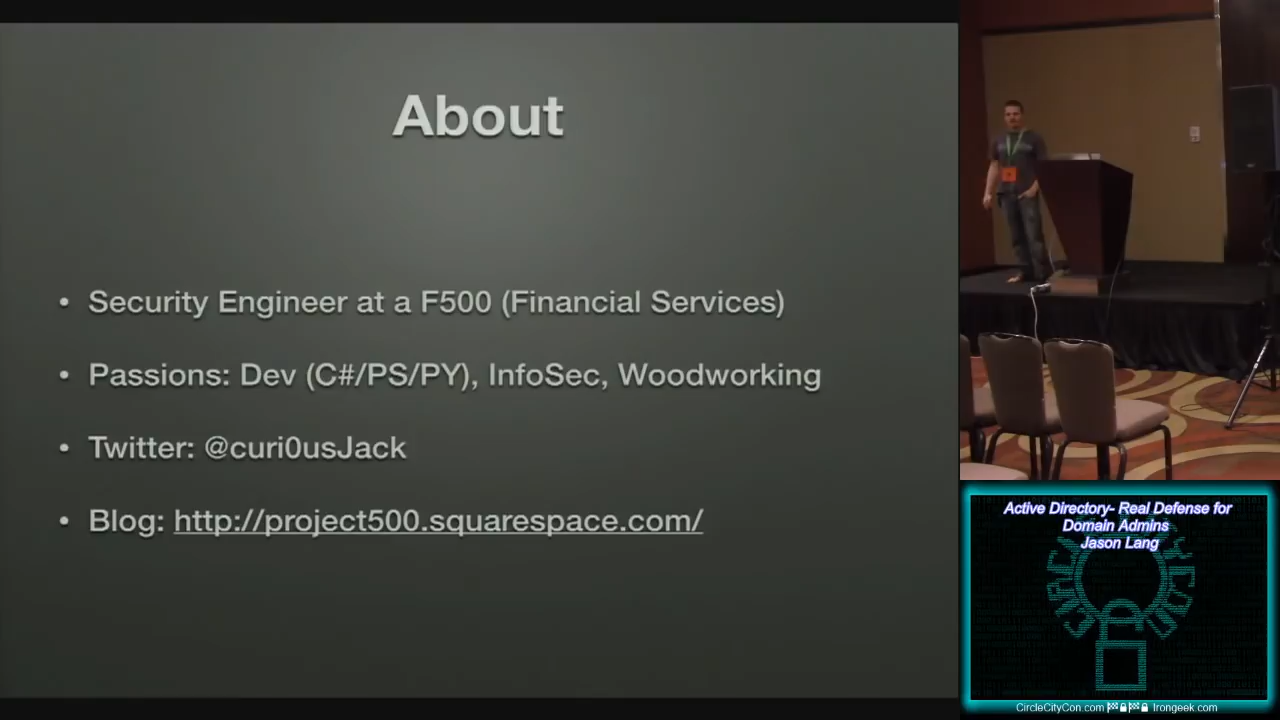 About
• Security Engineer at a F500 (Financial Services)
• Passions: Dev (C#/PS/PY), InfoSec, Woodworking
• Twitter: @curi0usJack
• Blog: http://project500.squarespace.com/
Active Directory- Real Defense for
Domain Admins
Jason Lang
CircleCityCon.com Irongeek.com